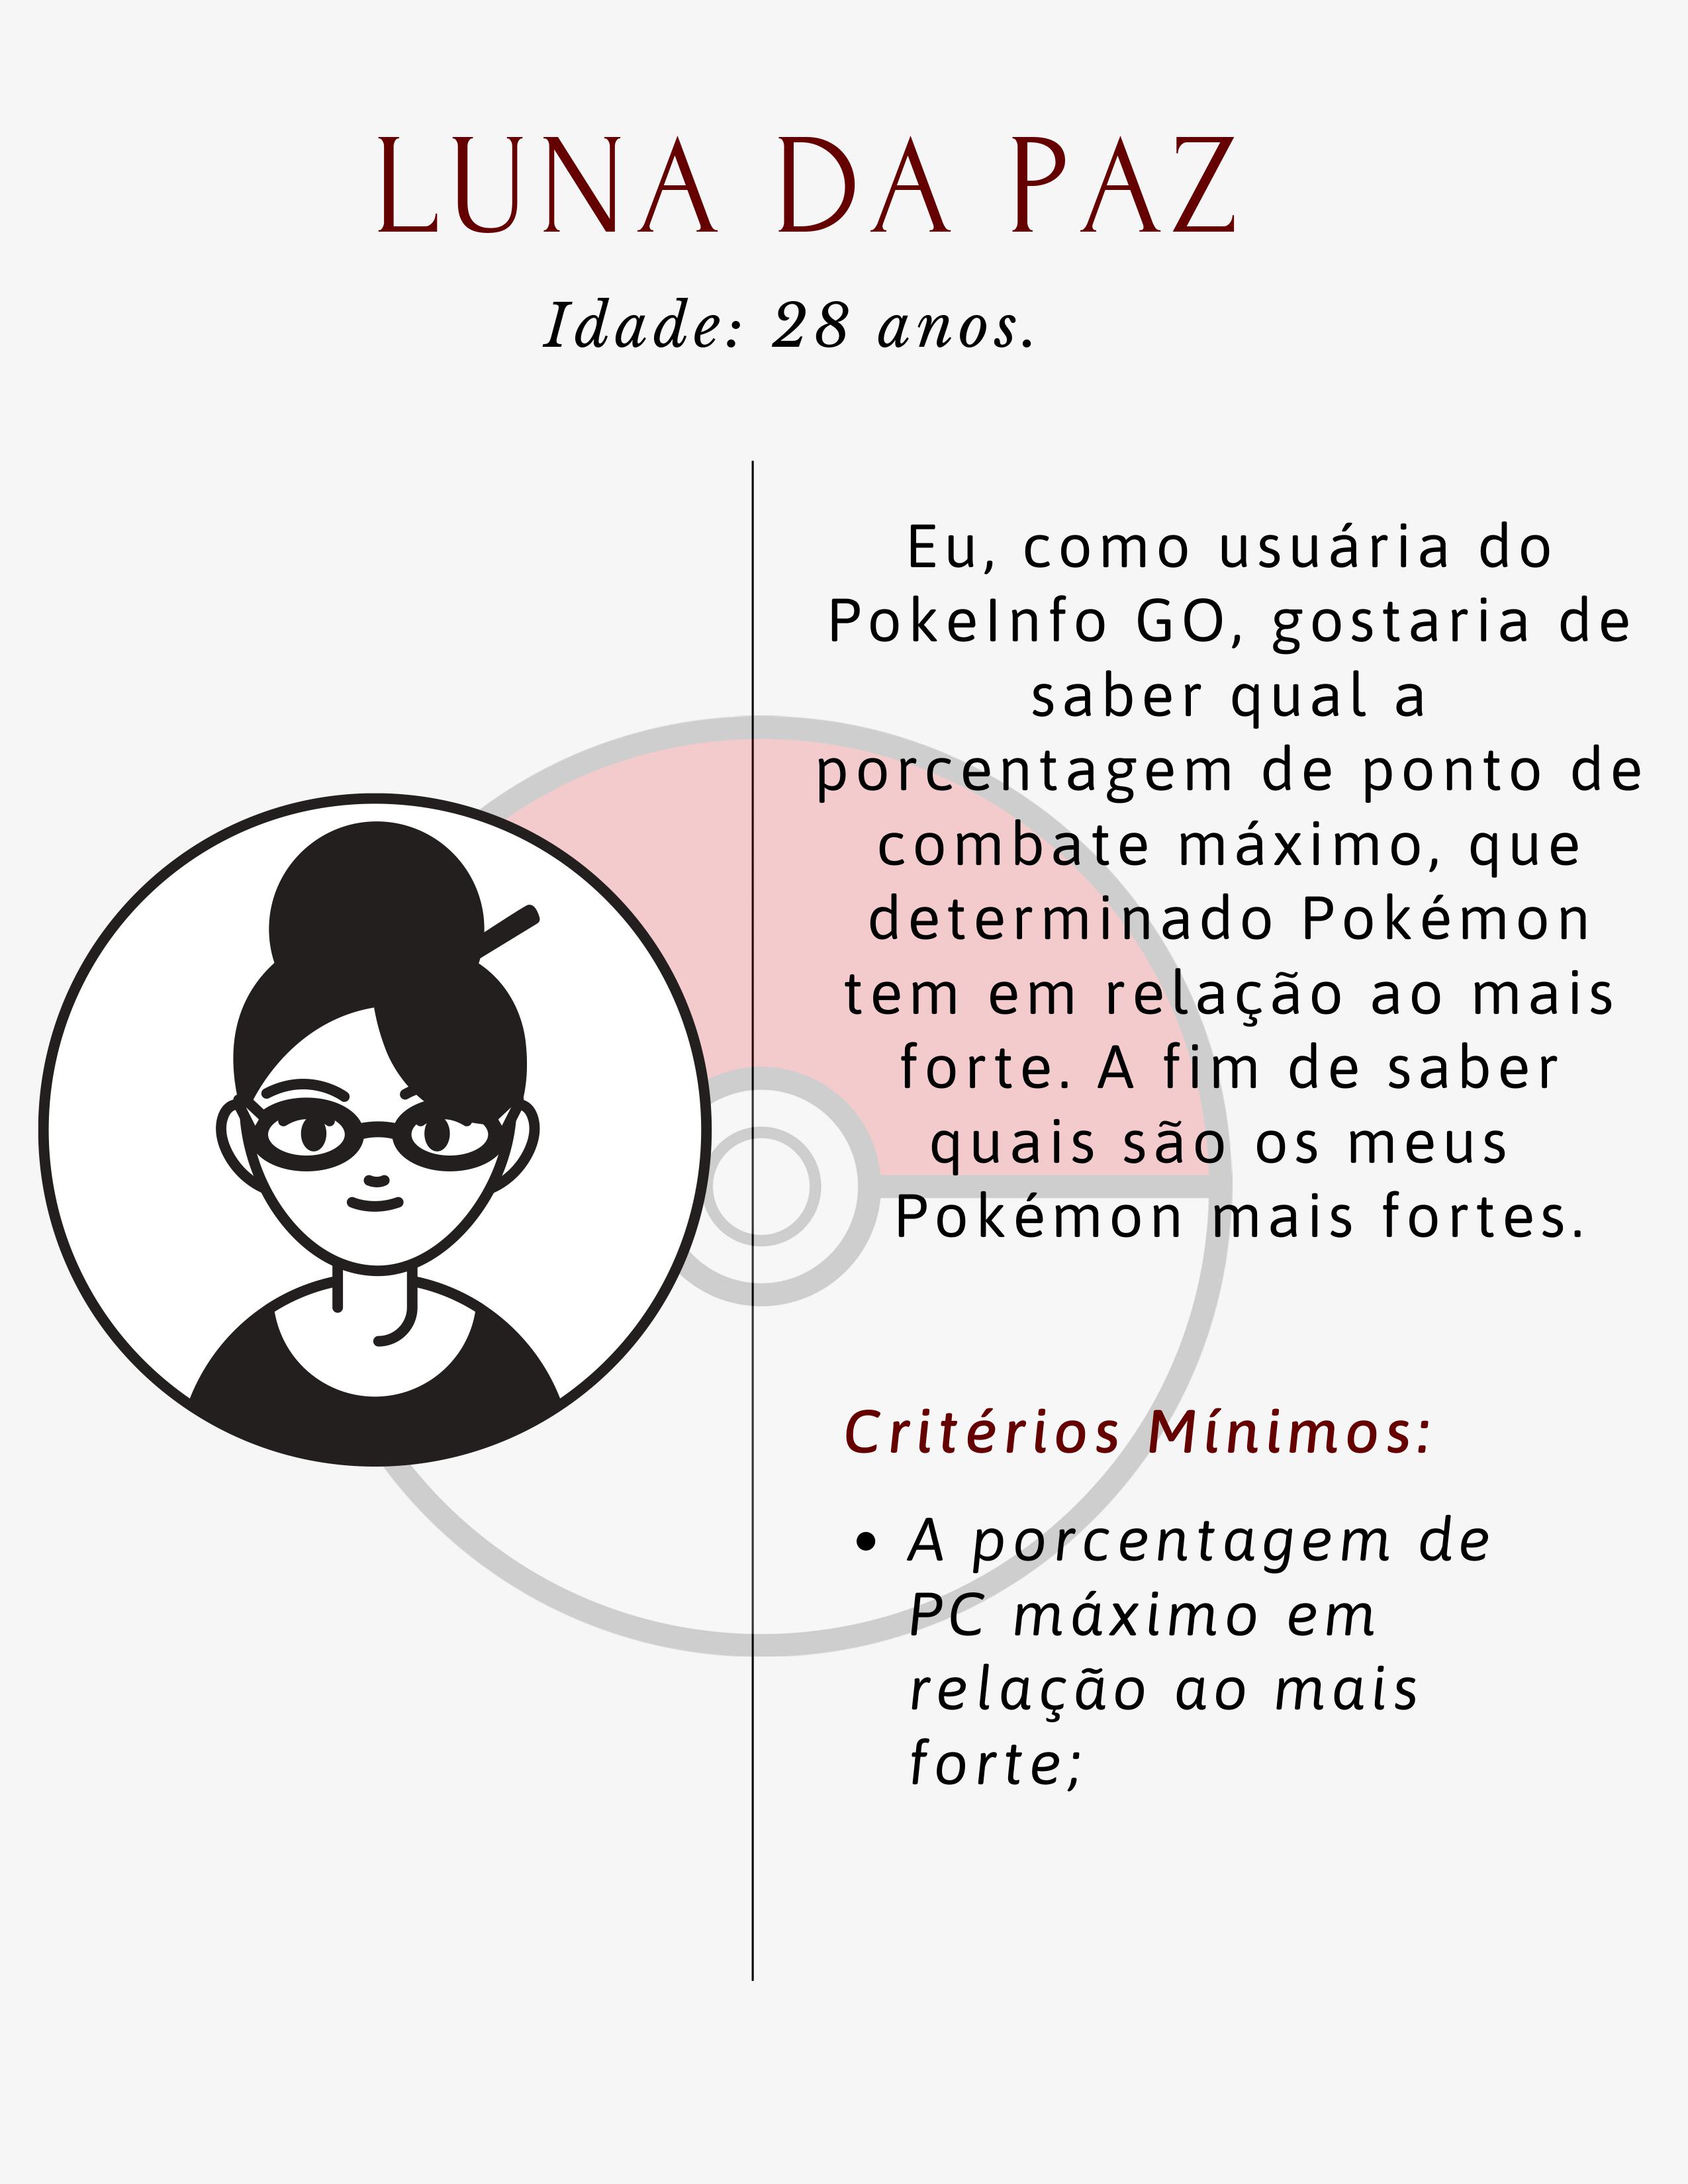 LUNA DA PAZ
Idade: 28 anos.
Eu, como usuária do
PokeInfo GO, gostaria de
saber qual a
porcentagem de ponto de
combate máximo, que
determinado Pokémon
tem em relação ao mais
forte. A fim de saber
quais são os meus
Pokémon mais fortes.
Critérios Mínimos:
• A porcentagem de
PC máximo em
relação ao mais
forte;